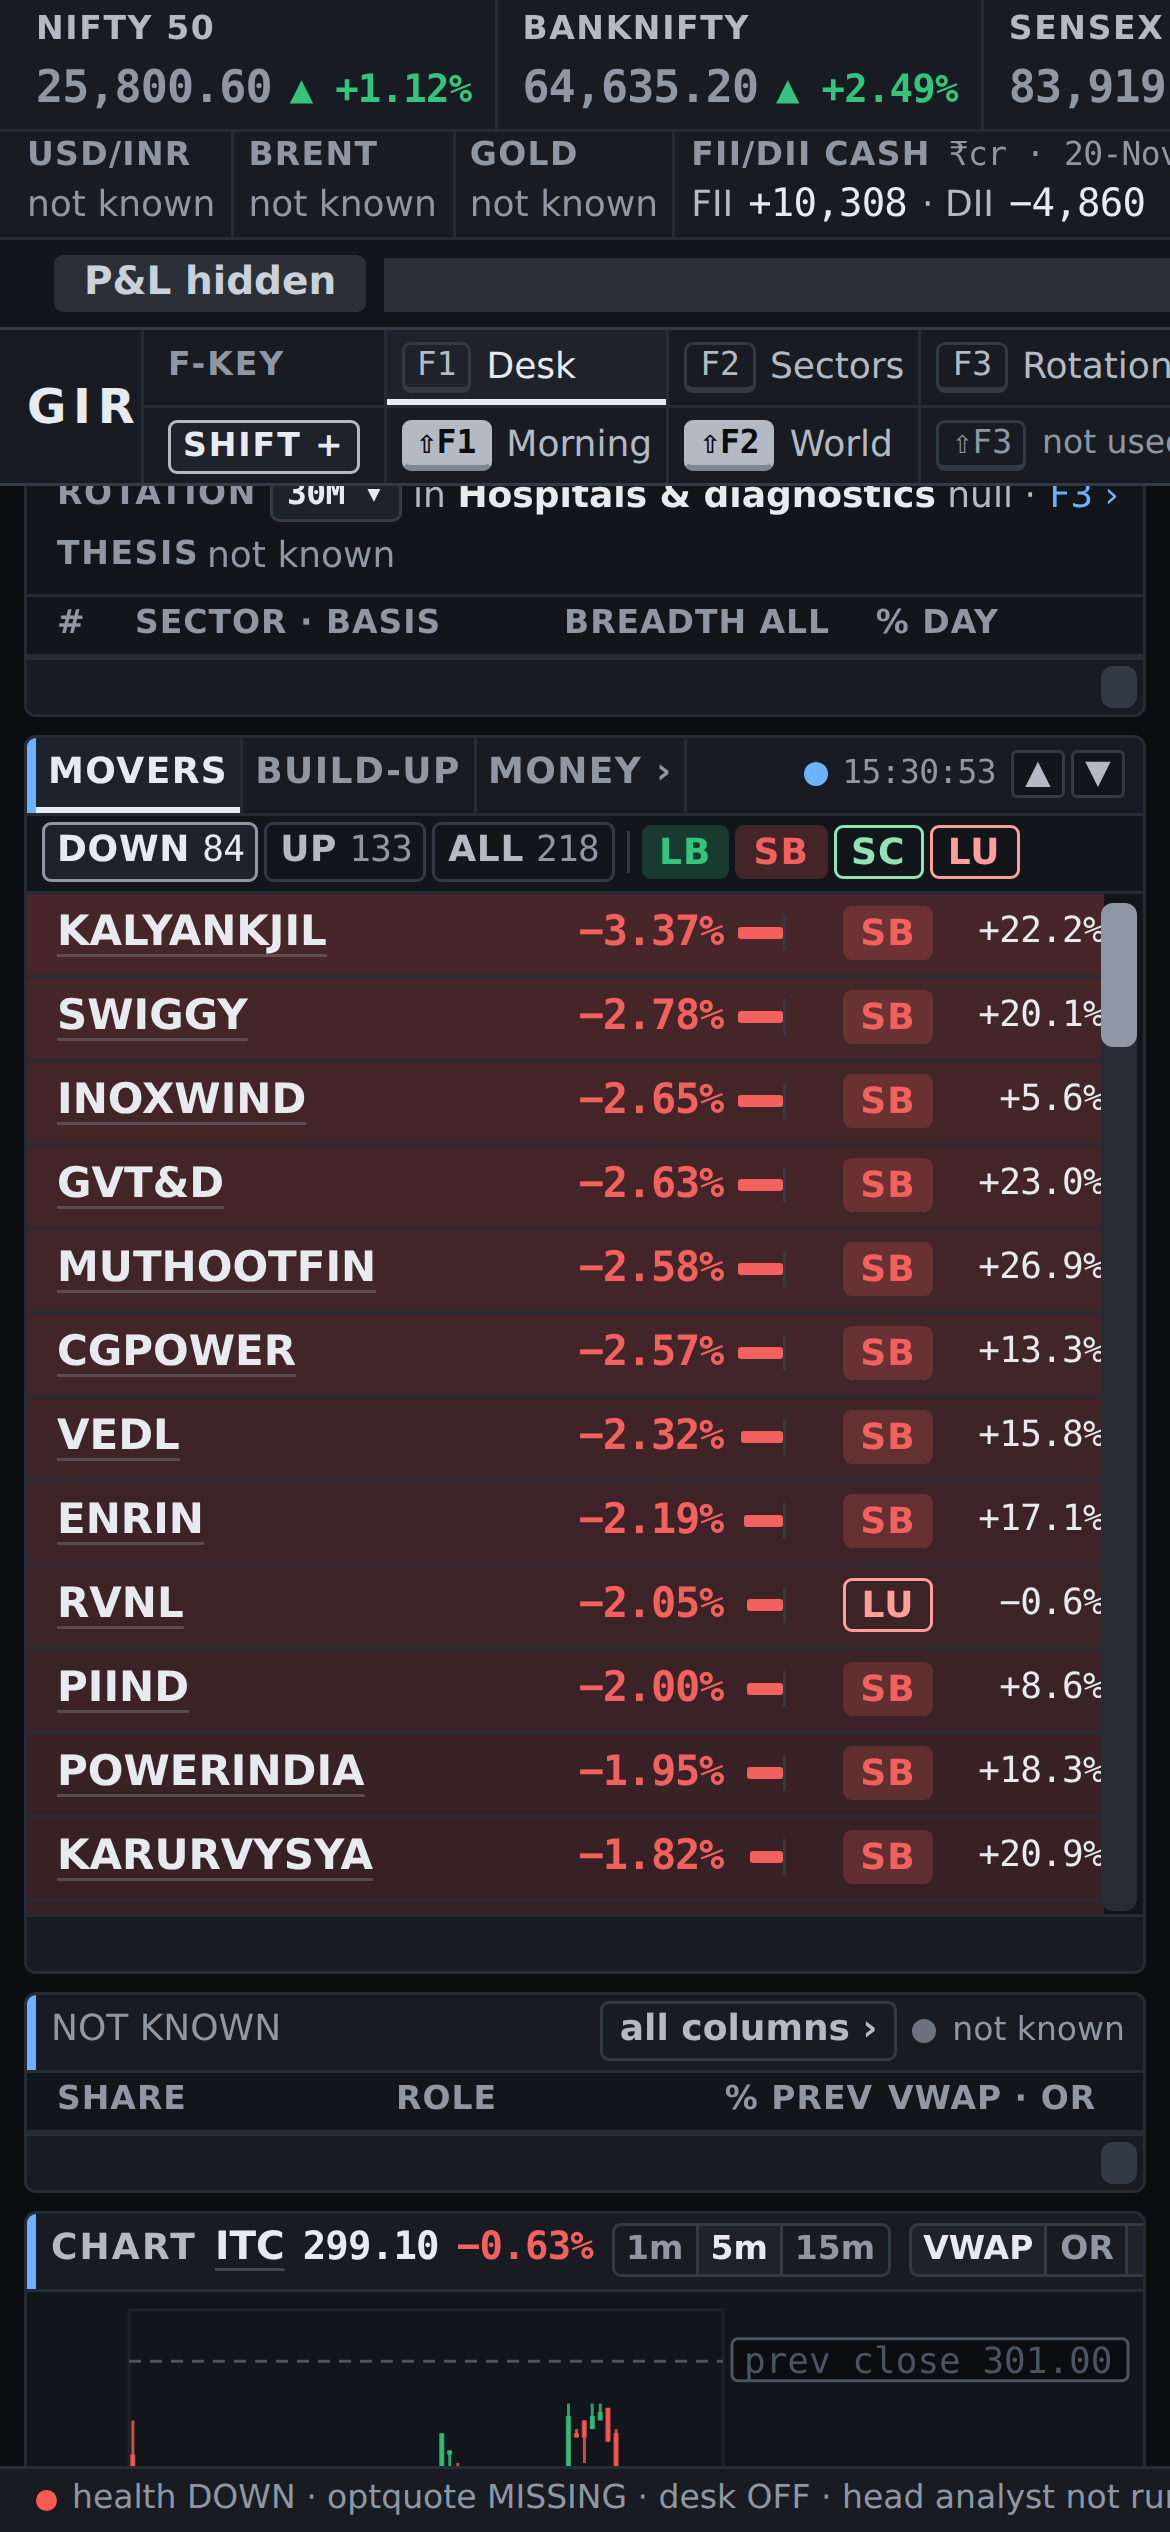 NIFTY 50 BANKNIFTY SENSEX
25,800.60 ▲ +1.12% 64,635.20 ▲ +2.49% 83,919
USD/INR BRENT GOLD FII/DII CASH ₹cr · 20-Nov
not known not known not known FII +10,308 · DII −4,860
P&L hidden
GIR
F-KEY F1 Desk F2 Sectors F3 Rotation
SHIFT + ⇧F1 Morning ⇧F2 World ⇧F3 not used
ROTATION 30M ▾ in Hospitals & diagnostics null · F3 ›
THESIS not known
# SECTOR · BASIS BREADTH ALL % DAY
MOVERS BUILD-UP MONEY › 15:30:53 ▲ ▼
DOWN 84 UP 133 ALL 218 LB SB SC LU
KALYANKJIL −3.37% SB +22.2%
SWIGGY −2.78% SB +20.1%
INOXWIND −2.65% SB +5.6%
GVT&D −2.63% SB +23.0%
MUTHOOTFIN −2.58% SB +26.9%
CGPOWER −2.57% SB +13.3%
VEDL −2.32% SB +15.8%
ENRIN −2.19% SB +17.1%
RVNL −2.05% LU −0.6%
PIIND −2.00% SB +8.6%
POWERINDIA −1.95% SB +18.3%
KARURVYSYA −1.82% SB +20.9%
NOT KNOWN all columns › not known
SHARE ROLE % PREV VWAP · OR
CHART ITC 299.10 −0.63% 1m 5m 15m VWAP OR
prev close 301.00
health DOWN · optquote MISSING · desk OFF · head analyst not run